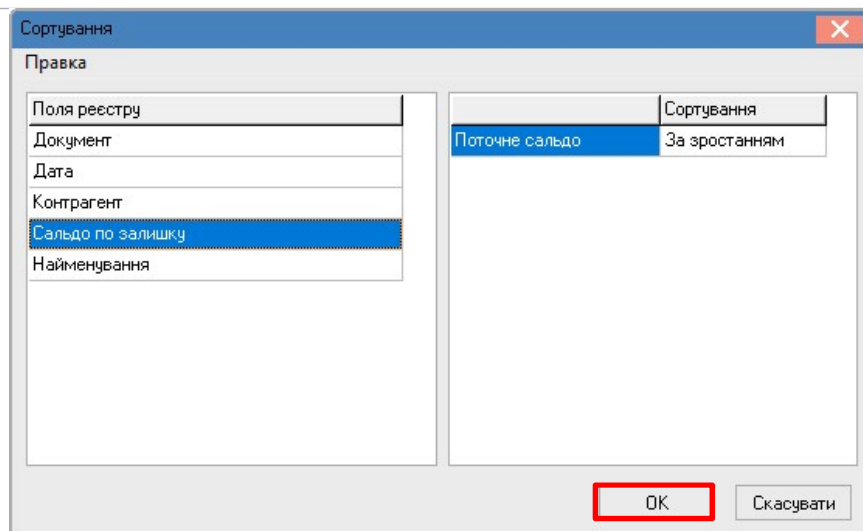 Сортування
Правка
Поля реєстру
Документ
Дата
Контрагент
Сальдо по залишку
Найменування
Сортування
Поточне сальдо За зростанням
OK Скасувати